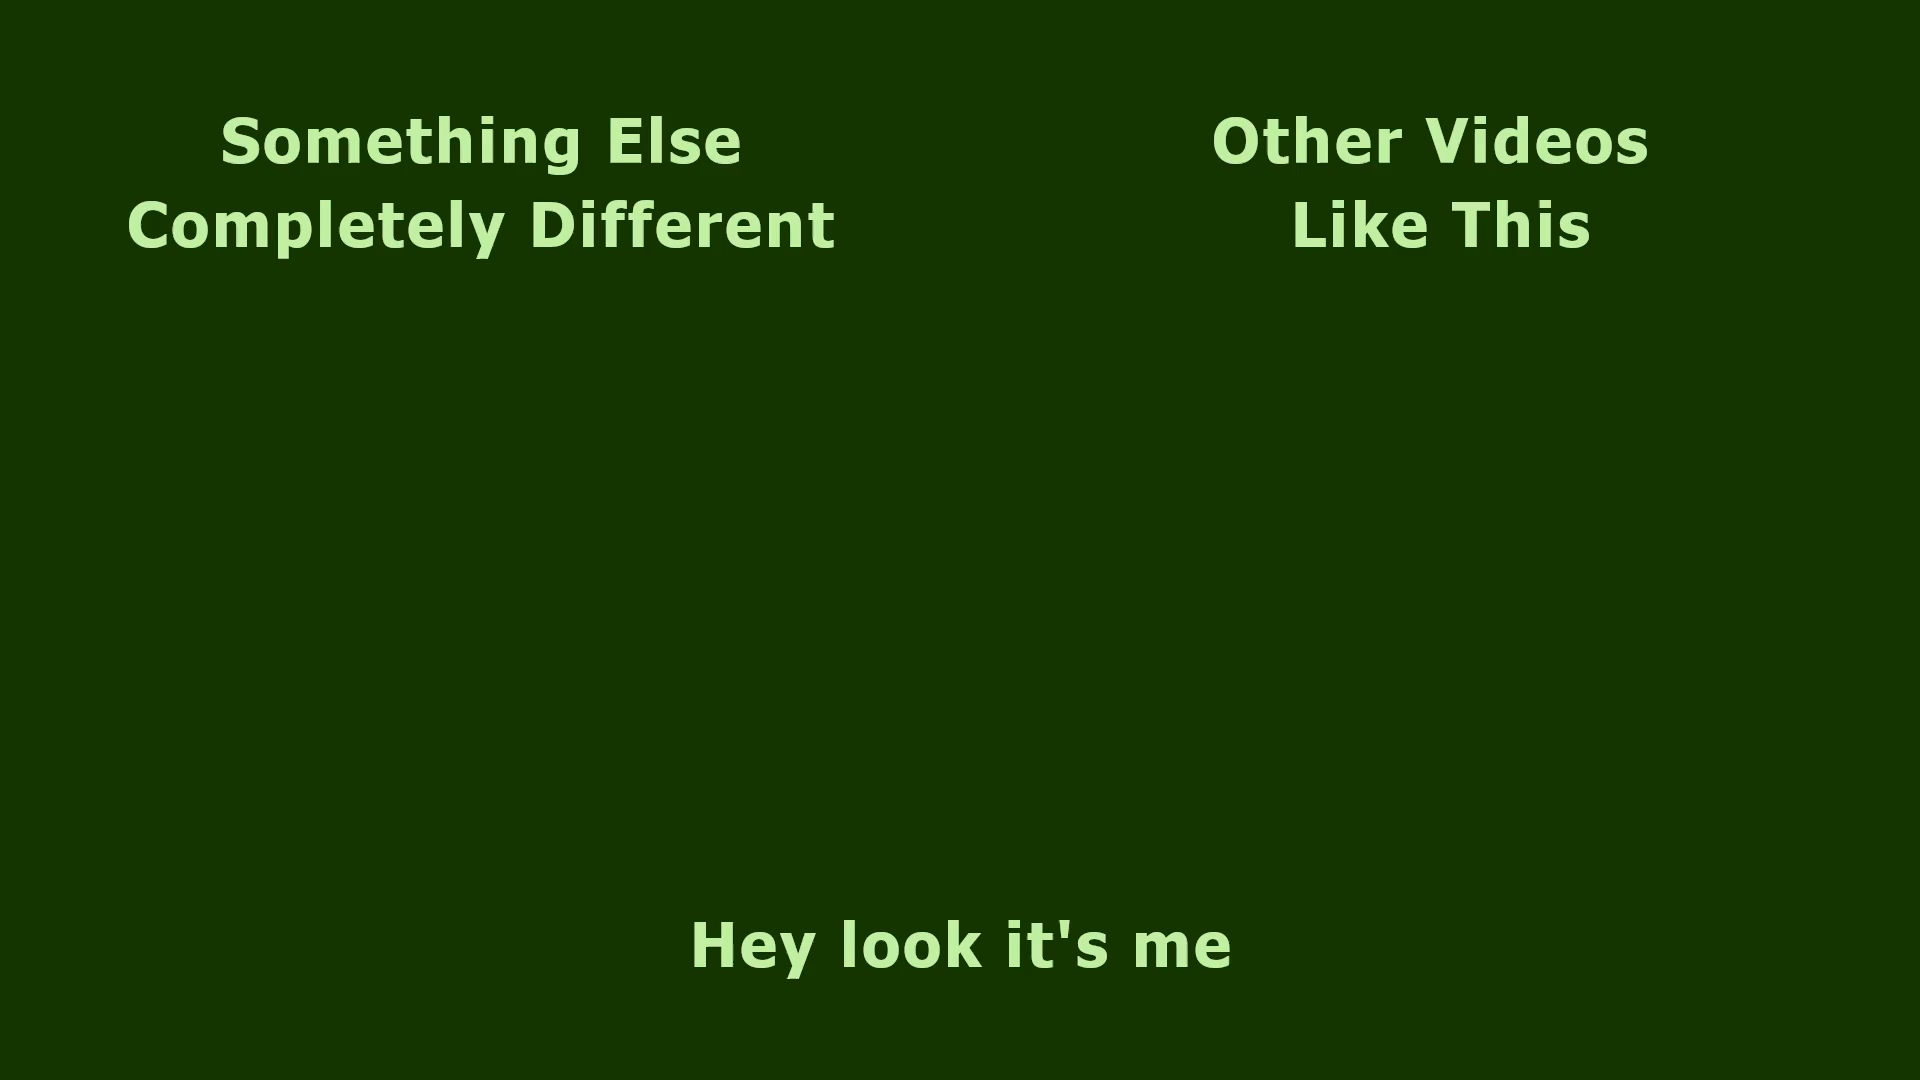 Something Else
Completely Different
Other Videos
Like This
Hey look it's me